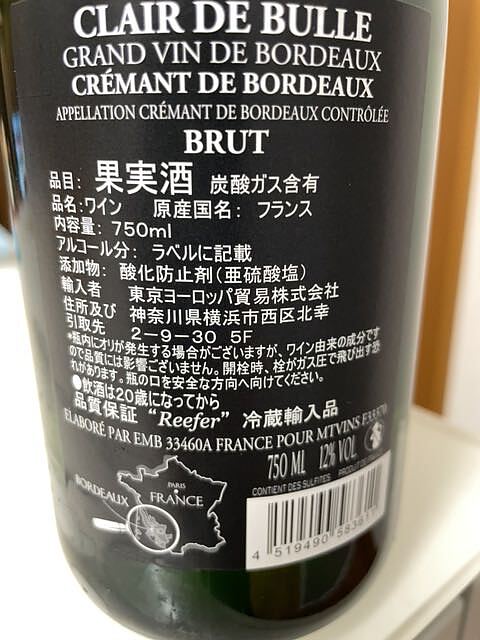 CLAIR DE BULLE
GRAND VIN DE BORDEAUX
CRÉMANT DE BORDEAUX
APPELLATION CRÉMANT DE BORDEAUX CONTRÔLÉE
BRUT
品目: 果実酒 炭酸ガス含有
品名:ワイン 原産国名: フランス
内容量: 750ml
アルコール分: ラベルに記載
添加物: 酸化防止剤(亜硫酸塩)
輸入者 東京ヨーロッパ貿易株式会社
住所及び 神奈川県横浜市西区北幸
引取先 2-9-30 5F
*瓶内にオリが発生する場合がございますが、ワイン由来の成分です
ので品質には影響ございません。開栓時、栓がガス圧で飛び出す恐
れがあります。瓶の口を安全な方向へ向けてください。
●飲酒は20歳になってから
品質保証 “Reefer” 冷蔵輸入品
ELABORÉ PAR EMB 33460A FRANCE POUR MTVINS F33370
750 ML 12% VOL
CONTIENT DES SULFITES PRODUIT DE
PARIS
FRANCE
BORDEAUX
4 519490 58361